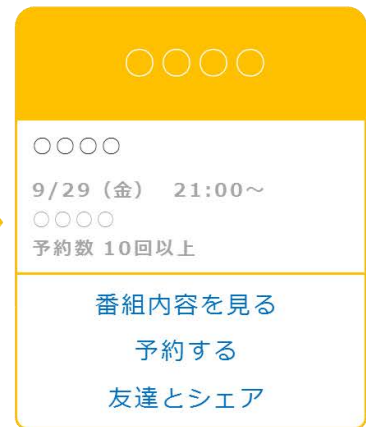 ○○○○
○○○○
9/29（金）　21:00～
○○○○
予約数 10回以上
番組内容を見る
予約する
友達とシェア